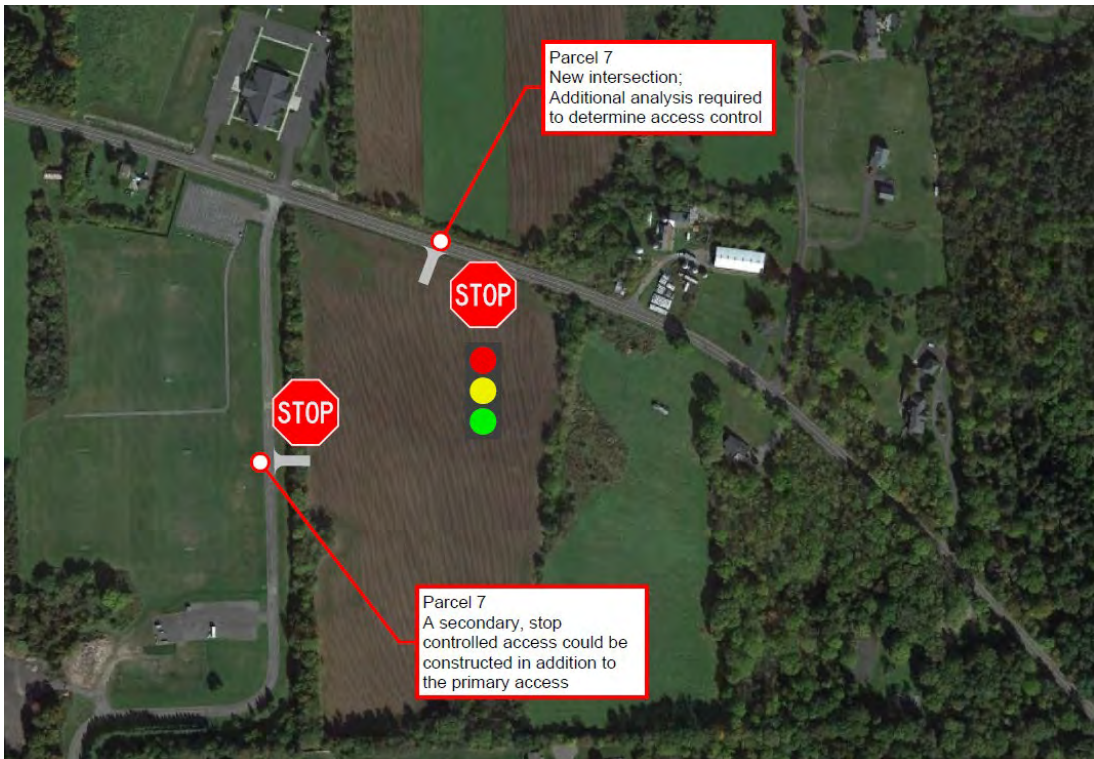 Parcel 7
New intersection;
Additional analysis required
to determine access control
STOP
STOP
Parcel 7
A secondary, stop
controlled access could be
constructed in addition to
the primary access